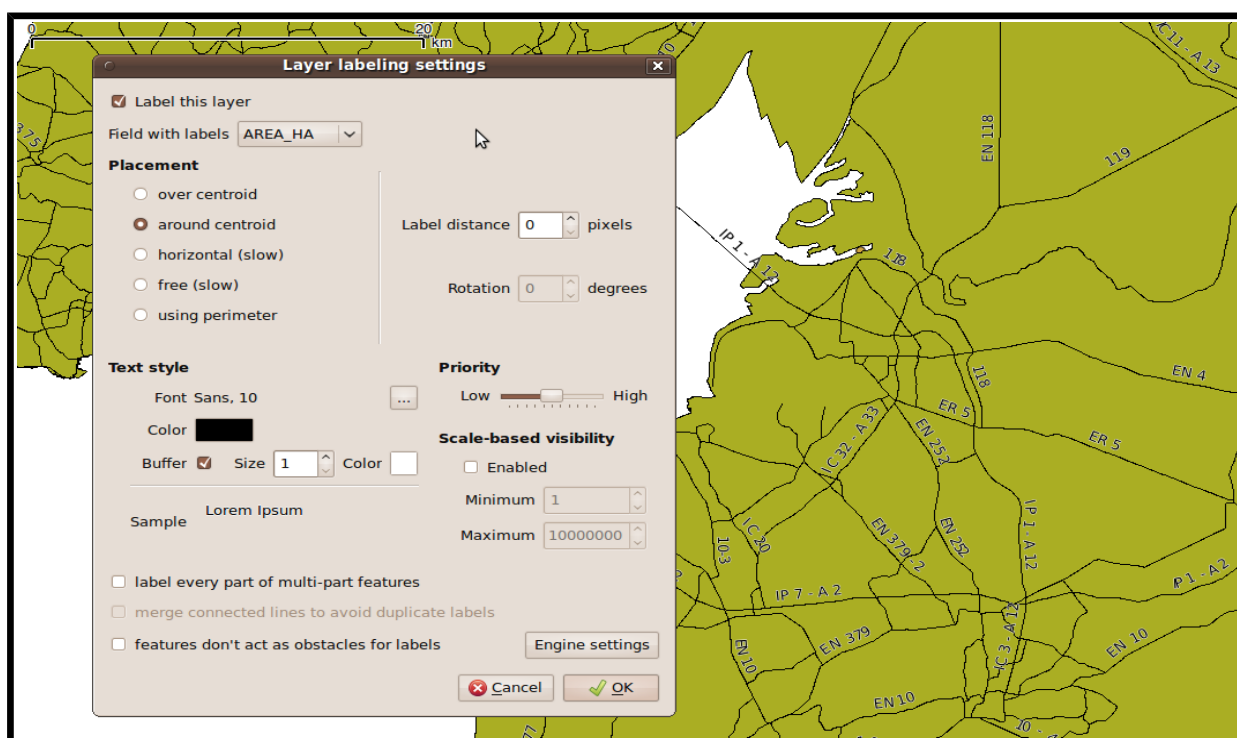 0 20
km
Layer labeling settings
Label this layer
Field with labels AREA_HA
Placement
over centroid
around centroid
horizontal (slow)
free (slow)
using perimeter
Label distance 0 pixels
Rotation 0 degrees
Text style
Font Sans, 10 ...
Color
Buffer Size 1 Color
Sample Lorem Ipsum
Priority
Low High
Scale-based visibility
Enabled
Minimum 1
Maximum 10000000
label every part of multi-part features
merge connected lines to avoid duplicate labels
features don't act as obstacles for labels
Engine settings
Cancel OK
IC 11 - A 13
EN 118
119
IP 1 - A 12
118
118
EN 4
ER 5
ER 5
EN 252
IC 32 - A 33
IP 1 - A 12
IC 20
10-3
EN 379-2
EN 252
IP 1 - A 2
IP 7 - A 2
IC 3 - A 12
EN 379
EN 10
EN 10
EN 10